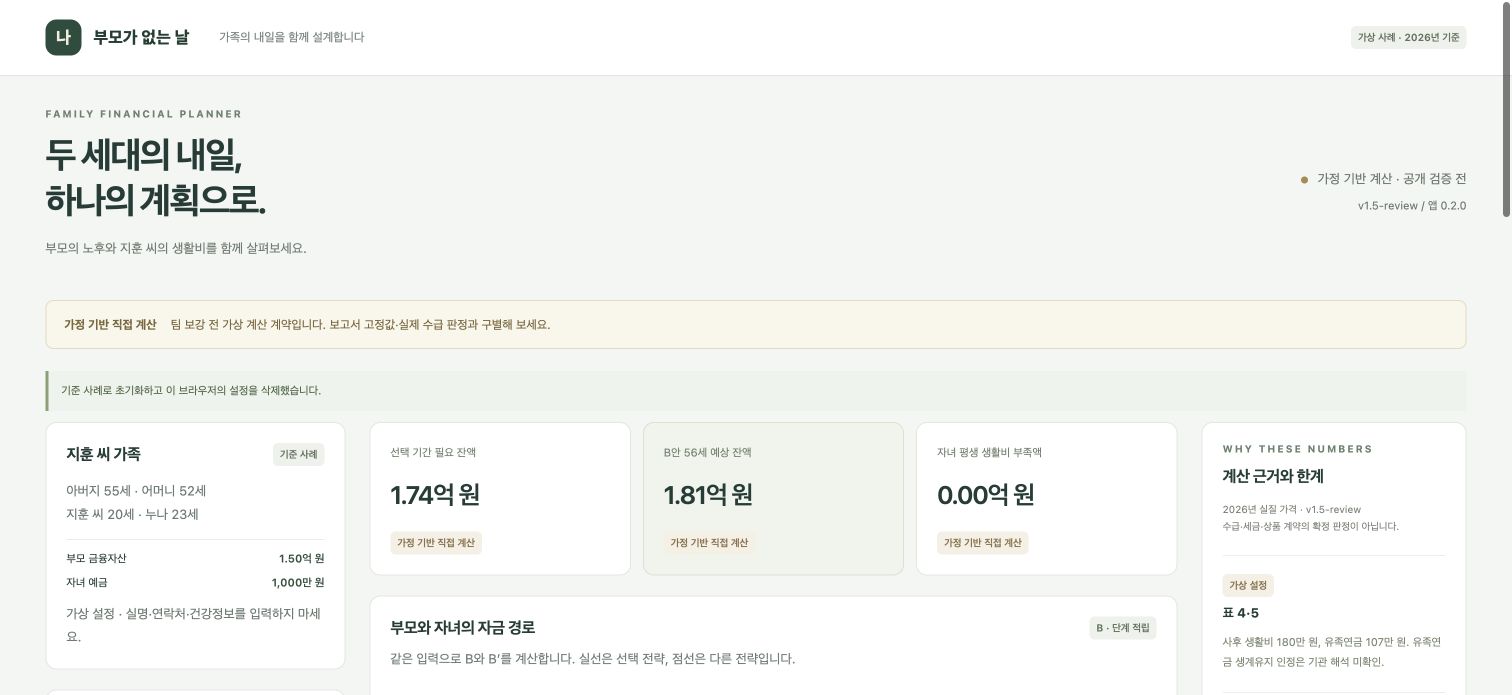 나
부모가 없는 날
가족의 내일을 함께 설계합니다
가상 사례 · 2026년 기준
FAMILY FINANCIAL PLANNER
두 세대의 내일,
하나의 계획으로.
부모의 노후와 지훈 씨의 생활비를 함께 살펴보세요.
가정 기반 계산 · 공개 검증 전
v1.5-review / 앱 0.2.0
가정 기반 직접 계산 팀 보강 전 가상 계산 계약입니다. 보고서 고정값·실제 수급 판정과 구별해 보세요.
기준 사례로 초기화하고 이 브라우저의 설정을 삭제했습니다.
지훈 씨 가족
기준 사례
아버지 55세 · 어머니 52세
지훈 씨 20세 · 누나 23세
부모 금융자산 1.50억 원
자녀 예금 1,000만 원
가상 설정 · 실명·연락처·건강정보를 입력하지 마세
요.
선택 기간 필요 잔액
1.74억 원
가정 기반 직접 계산
B안 56세 예상 잔액
1.81억 원
가정 기반 직접 계산
자녀 평생 생활비 부족액
0.00억 원
가정 기반 직접 계산
부모와 자녀의 자금 경로
B · 단계 적립
같은 입력으로 B와 B′를 계산합니다. 실선은 선택 전략, 점선은 다른 전략입니다.
WHY THESE NUMBERS
계산 근거와 한계
2026년 실질 가격 · v1.5-review
수급·세금·상품 계약의 확정 판정이 아닙니다.
가상 설정
표 4·5
사후 생활비 180만 원, 유족연금 107만 원. 유족연
금 생계유지 인정은 기관 해석 미확인.